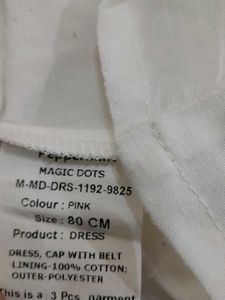 MAGIC DOTS
M-MD-DRS-1192-9825
Colour : PINK
Size : 80 CM
Product : DRESS
DRESS, CAP WITH BELT
LINING-100% COTTON;
OUTER-POLYESTER
This is a 3 Pcs garment